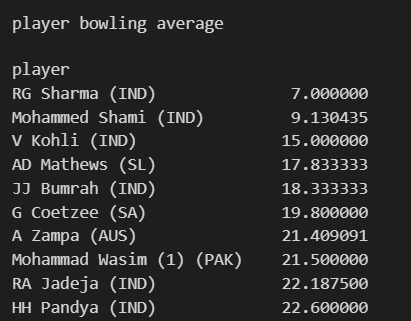 player bowling average
player
RG Sharma (IND) 7.000000
Mohammed Shami (IND) 9.130435
V Kohli (IND) 15.000000
AD Mathews (SL) 17.833333
JJ Bumrah (IND) 18.333333
G Coetzee (SA) 19.800000
A Zampa (AUS) 21.409091
Mohammad Wasim (1) (PAK) 21.500000
RA Jadeja (IND) 22.187500
HH Pandya (IND) 22.600000